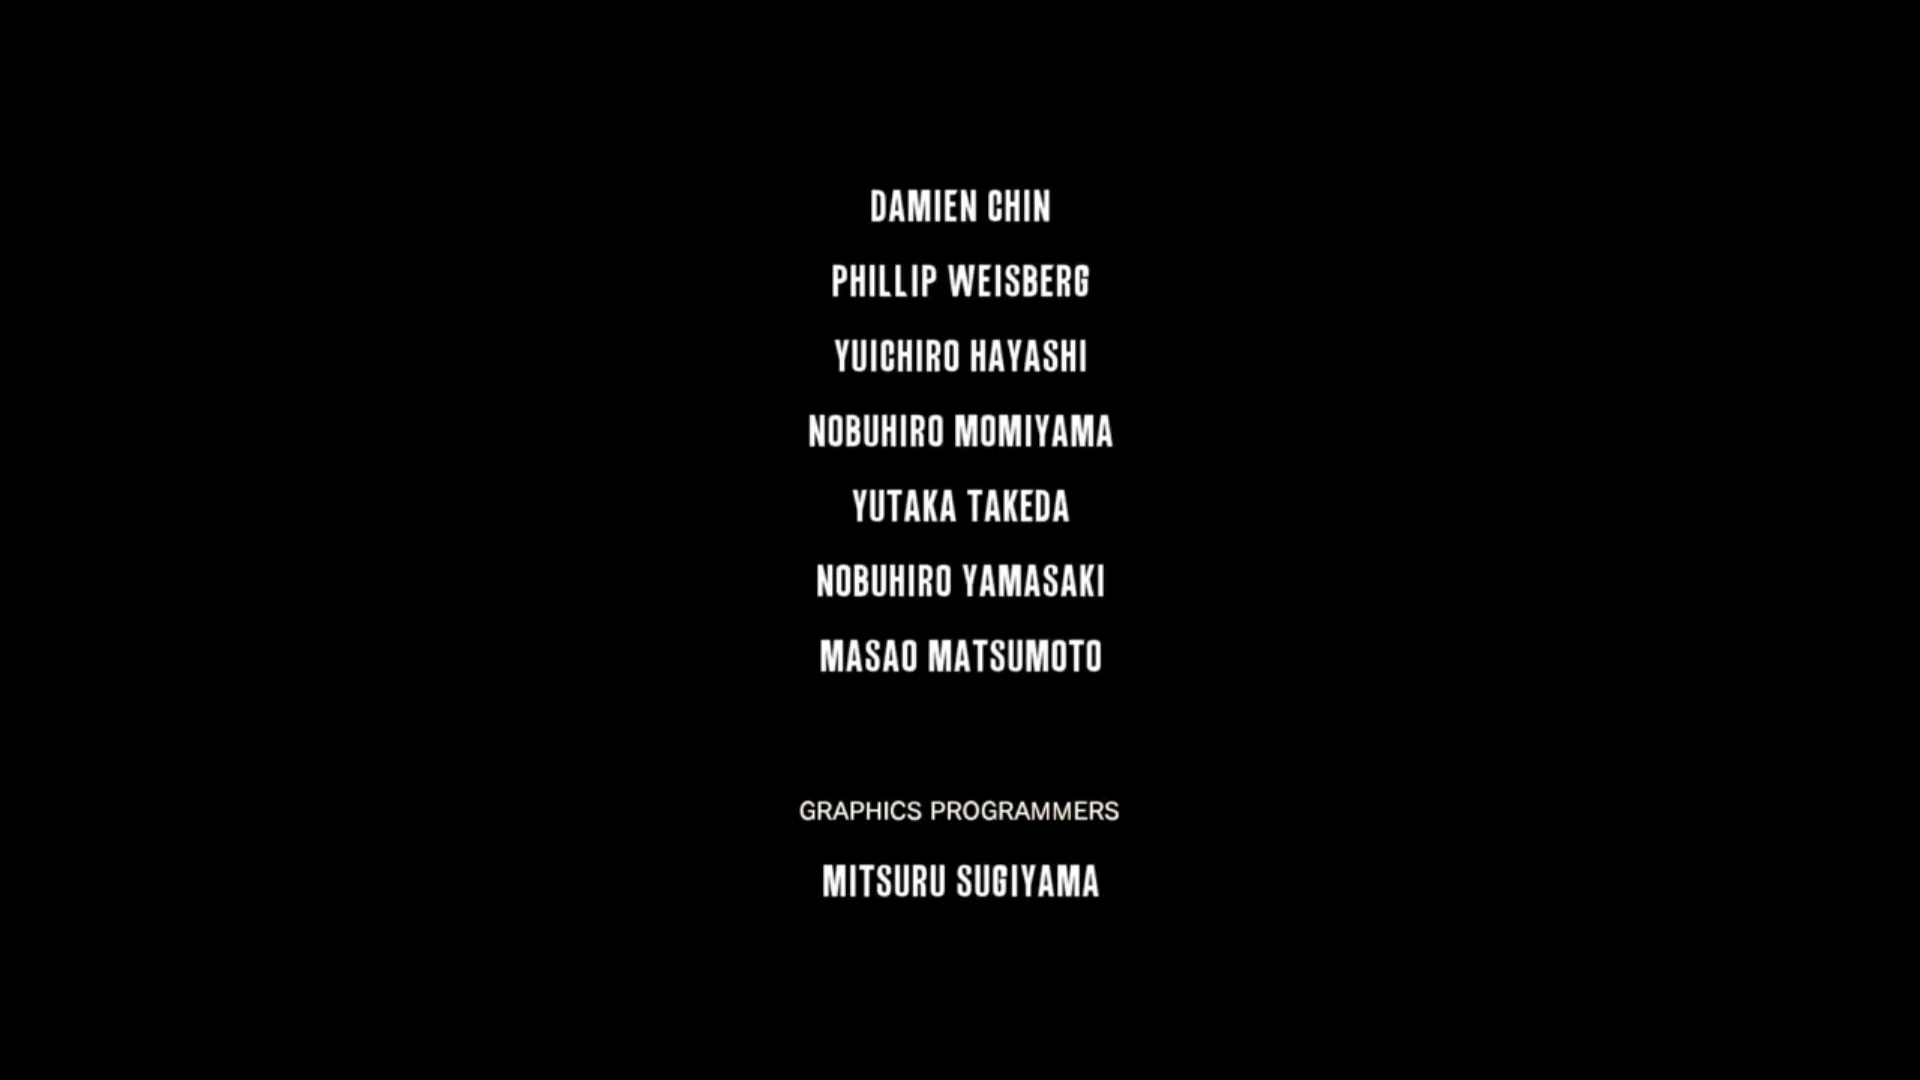 DAMIEN CHIN
PHILLIP WEISBERG
YUICHIRO HAYASHI
NOBUHIRO MOMIYAMA
YUTAKA TAKEDA
NOBUHIRO YAMASAKI
MASAO MATSUMOTO
GRAPHICS PROGRAMMERS
MITSURU SUGIYAMA